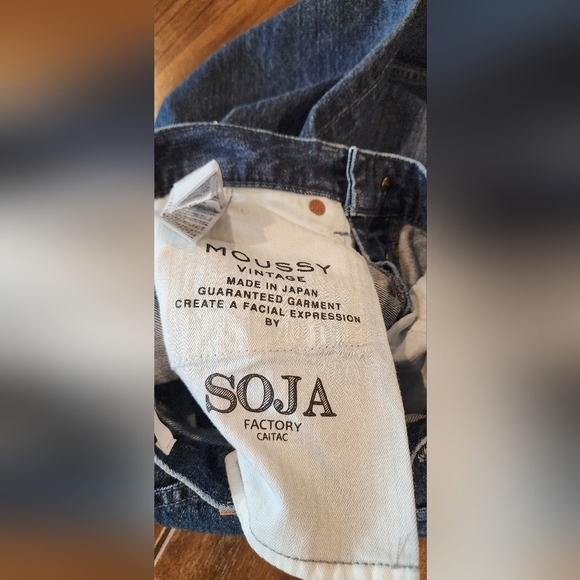 MOUSSY
VINTAGE
MADE IN JAPAN
GUARANTEED GARMENT
CREATE A FACIAL EXPRESSION
BY
SOJA
FACTORY
CAITAC